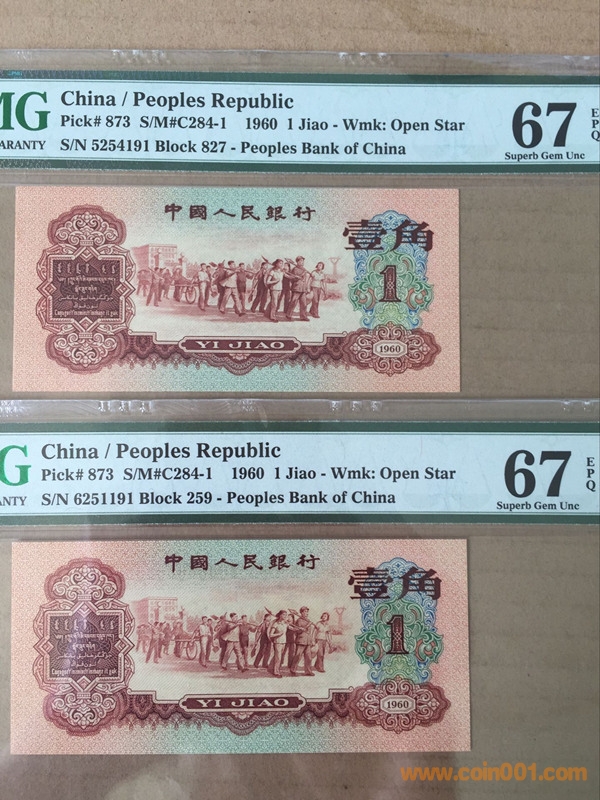 MG
ARANTY
China / Peoples Republic
Pick# 873 S/M#C284-1 1960 1 Jiao - Wmk: Open Star
S/N 5254191 Block 827 - Peoples Bank of China
67
EPQ
Superb Gem Unc
中國人民銀行
壹角
1
YI JIAO
1960
G
ANTY
China / Peoples Republic
Pick# 873 S/M#C284-1 1960 1 Jiao - Wmk: Open Star
S/N 6251191 Block 259 - Peoples Bank of China
67
EPQ
Superb Gem Unc
中國人民銀行
壹角
1
YI JIAO
1960
www.coin001.com